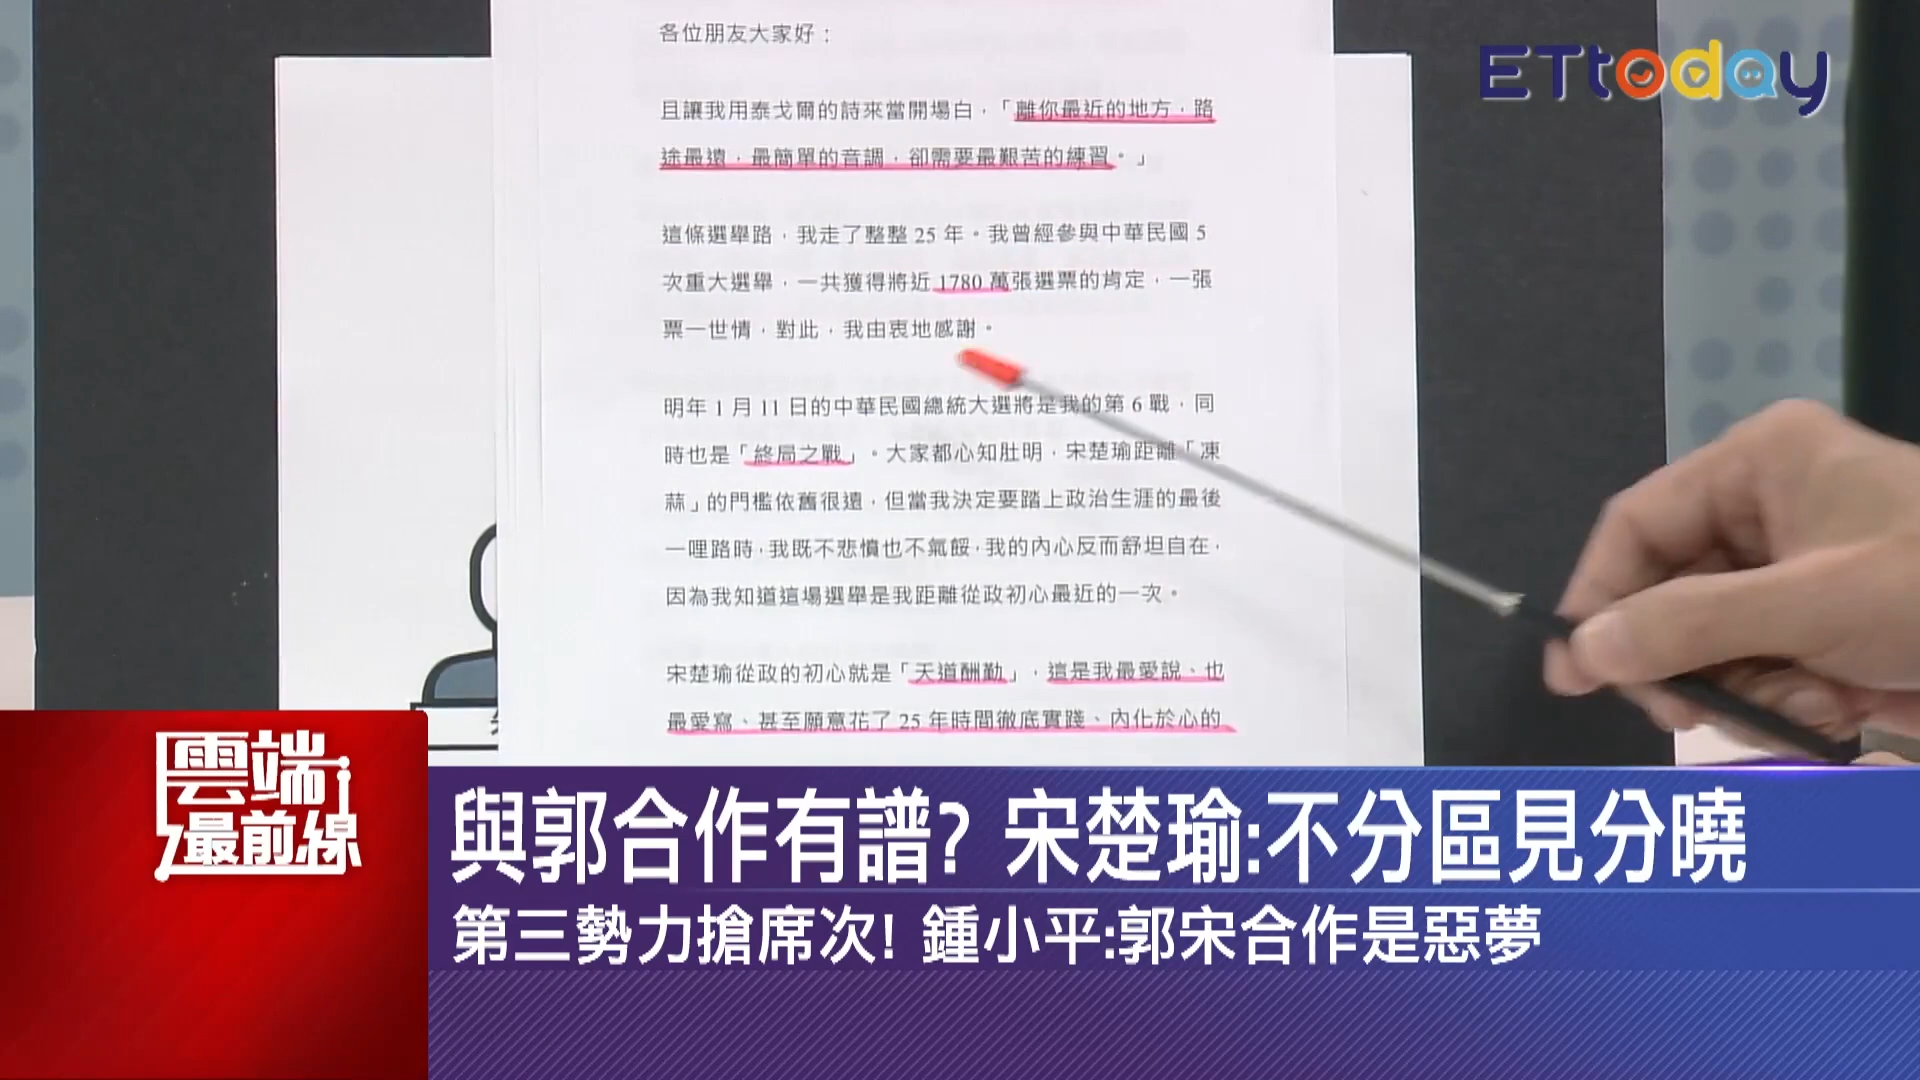 各位朋友大家好：
ETtoday
且讓我用泰戈爾的詩來當開場白，「離你最近的地方，路
途最遠，最簡單的音調，卻需要最艱苦的練習。」
這條選舉路，我走了整整 25 年。我曾經參與中華民國 5
次重大選舉，一共獲得將近 1780 萬張選票的肯定，一張
票一世情，對此，我由衷地感謝。
明年 1 月 11 日的中華民國總統大選將是我的第 6 戰，同
時也是「終局之戰」。大家都心知肚明，宋楚瑜距離「凍
蒜」的門檻依舊很遠，但當我決定要踏上政治生涯的最後
一哩路時，我既不悲憤也不氣餒，我的內心反而舒坦自在，
因為我知道這場選舉是我距離從政初心最近的一次。
宋楚瑜從政的初心就是「天道酬勤」，這是我最愛說、也
最愛寫、甚至願意花了 25 年時間徹底實踐、內化於心的
雲端
最前線
與郭合作有譜? 宋楚瑜:不分區見分曉
第三勢力搶席次! 鍾小平:郭宋合作是惡夢